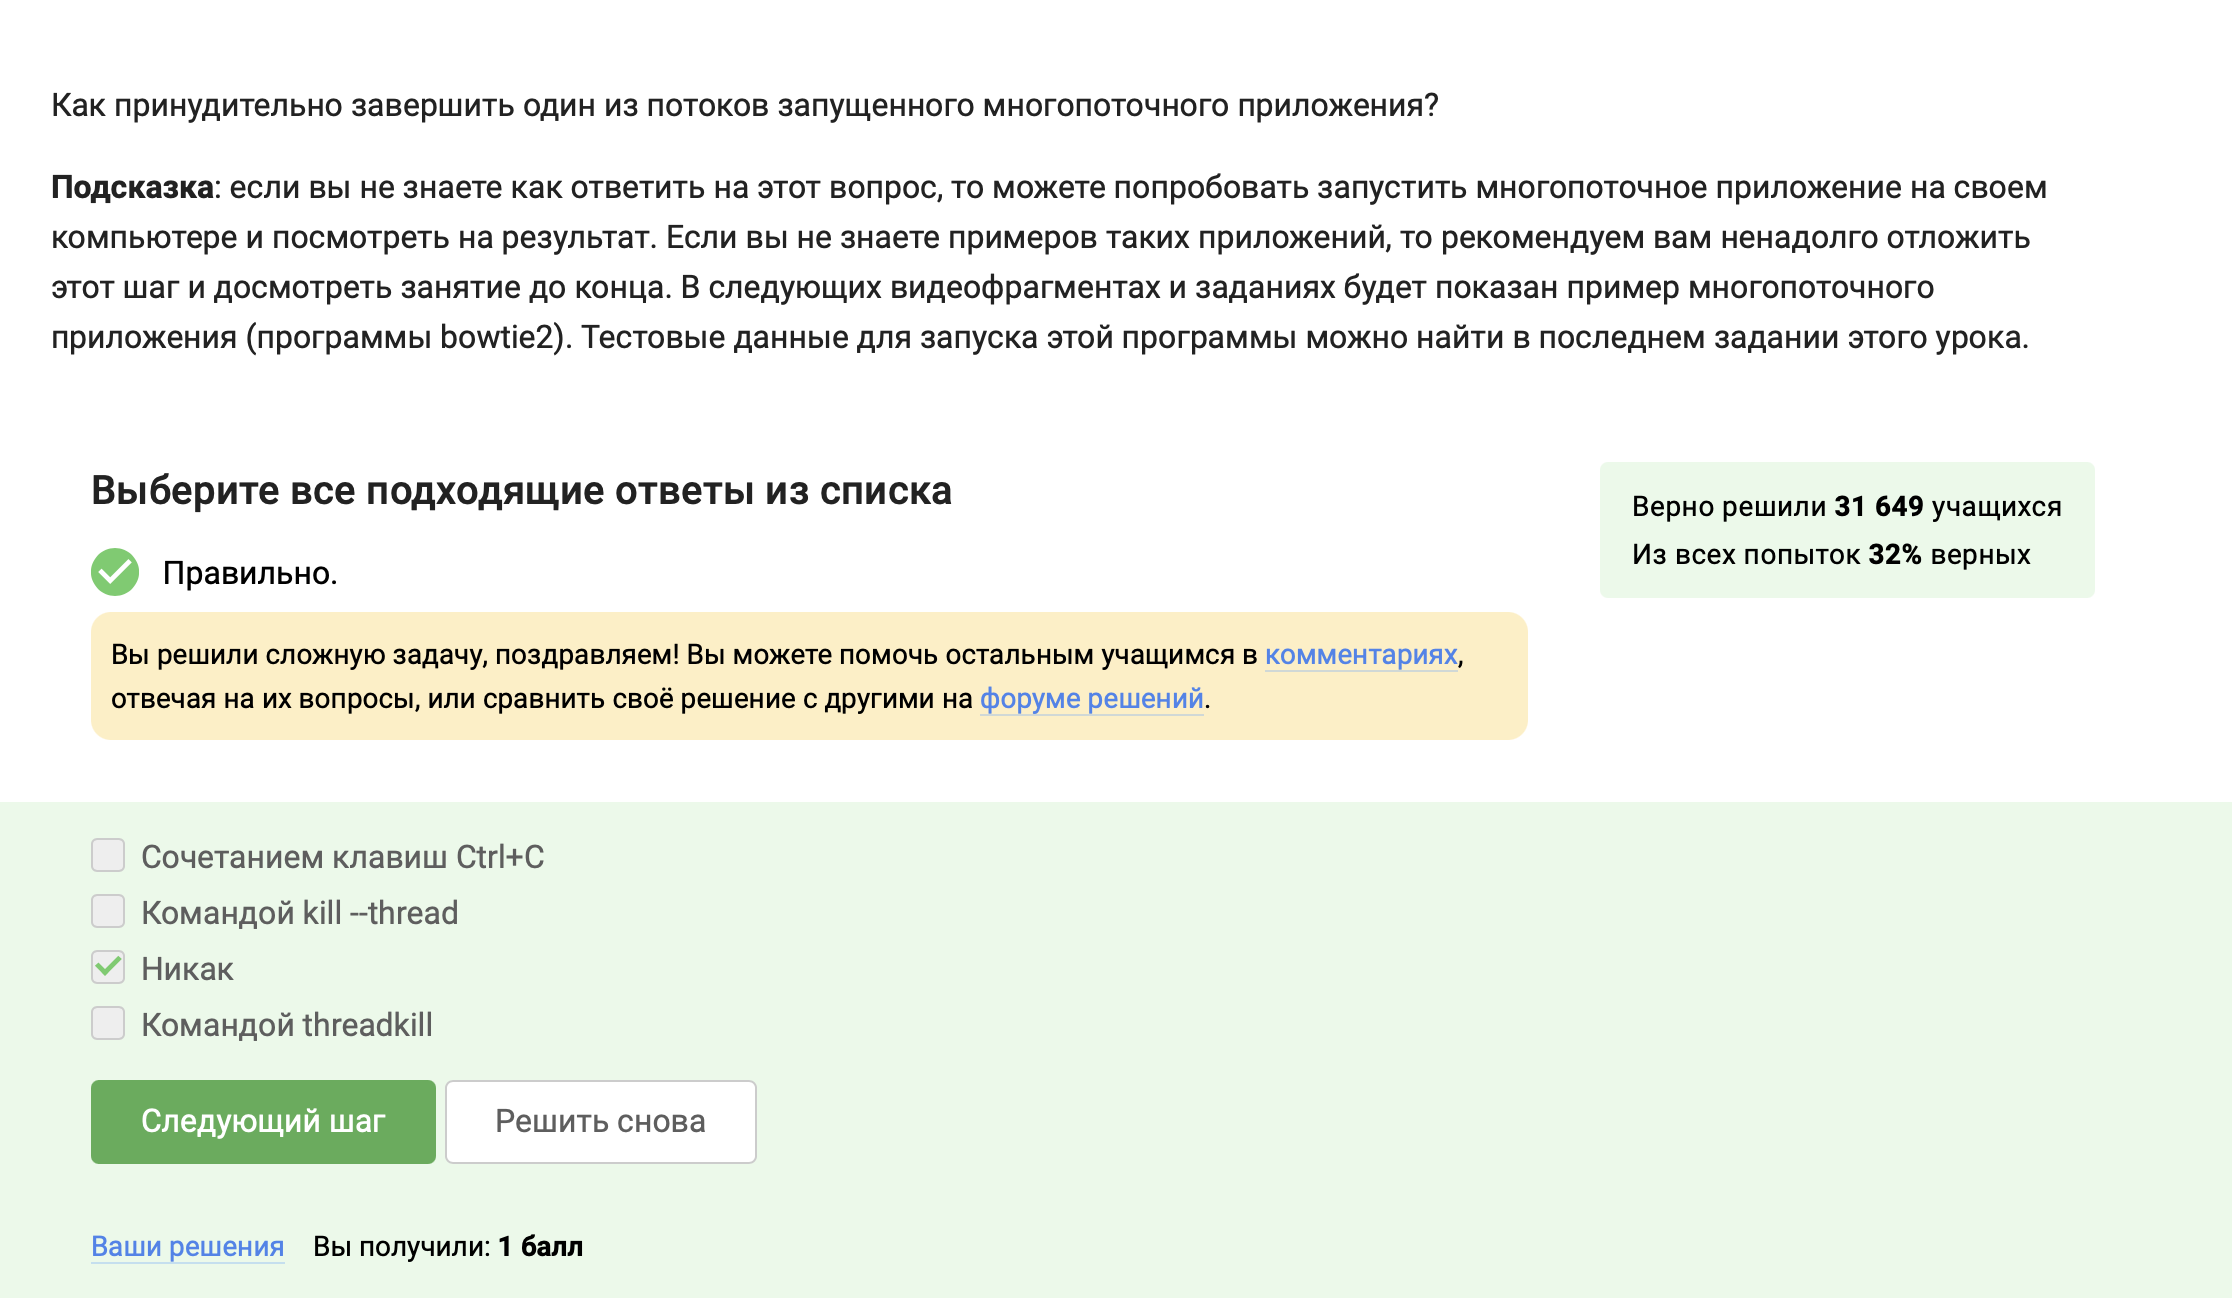 Как принудительно завершить один из потоков запущенного многопоточного приложения?
Подсказка: если вы не знаете как ответить на этот вопрос, то можете попробовать запустить многопоточное приложение на своем
компьютере и посмотреть на результат. Если вы не знаете примеров таких приложений, то рекомендуем вам ненадолго отложить
этот шаг и досмотреть занятие до конца. В следующих видеофрагментах и заданиях будет показан пример многопоточного
приложения (программы bowtie2). Тестовые данные для запуска этой программы можно найти в последнем задании этого урока.
Выберите все подходящие ответы из списка
Верно решили 31 649 учащихся
Из всех попыток 32% верных
Правильно.
Вы решили сложную задачу, поздравляем! Вы можете помочь остальным учащимся в комментариях,
отвечая на их вопросы, или сравнить своё решение с другими на форуме решений.
Сочетанием клавиш Ctrl+C
Командой kill --thread
Никак
Командой threadkill
Следующий шаг
Решить снова
Ваши решения Вы получили: 1 балл